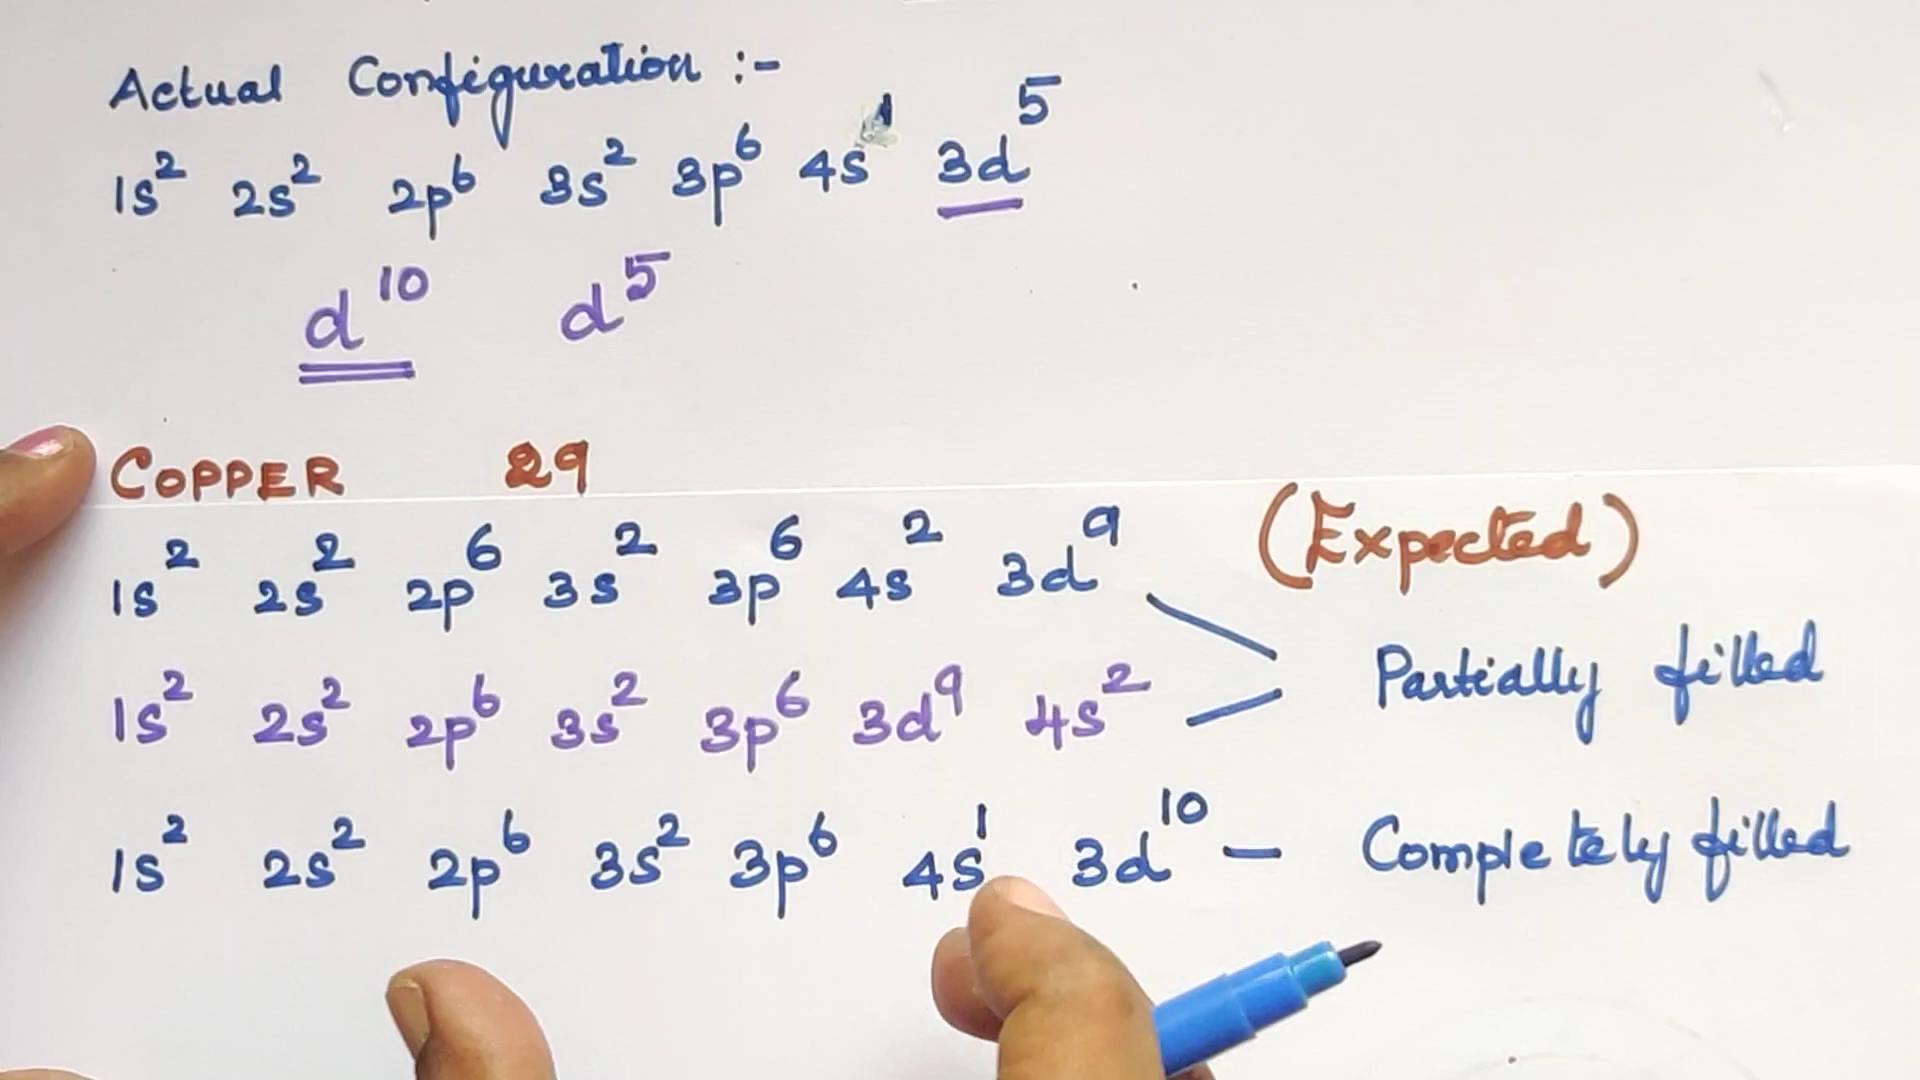 Actual Configuration :-
1s² 2s² 2p⁶ 3s² 3p⁶ 4s¹ 3d⁵
d¹⁰ d⁵
COPPER 29
1s² 2s² 2p⁶ 3s² 3p⁶ 4s² 3d⁹ (Expected)
Partially filled
1s² 2s² 2p⁶ 3s² 3p⁶ 3d⁹ 4s²
1s² 2s² 2p⁶ 3s² 3p⁶ 4s¹ 3d¹⁰ – Completely filled